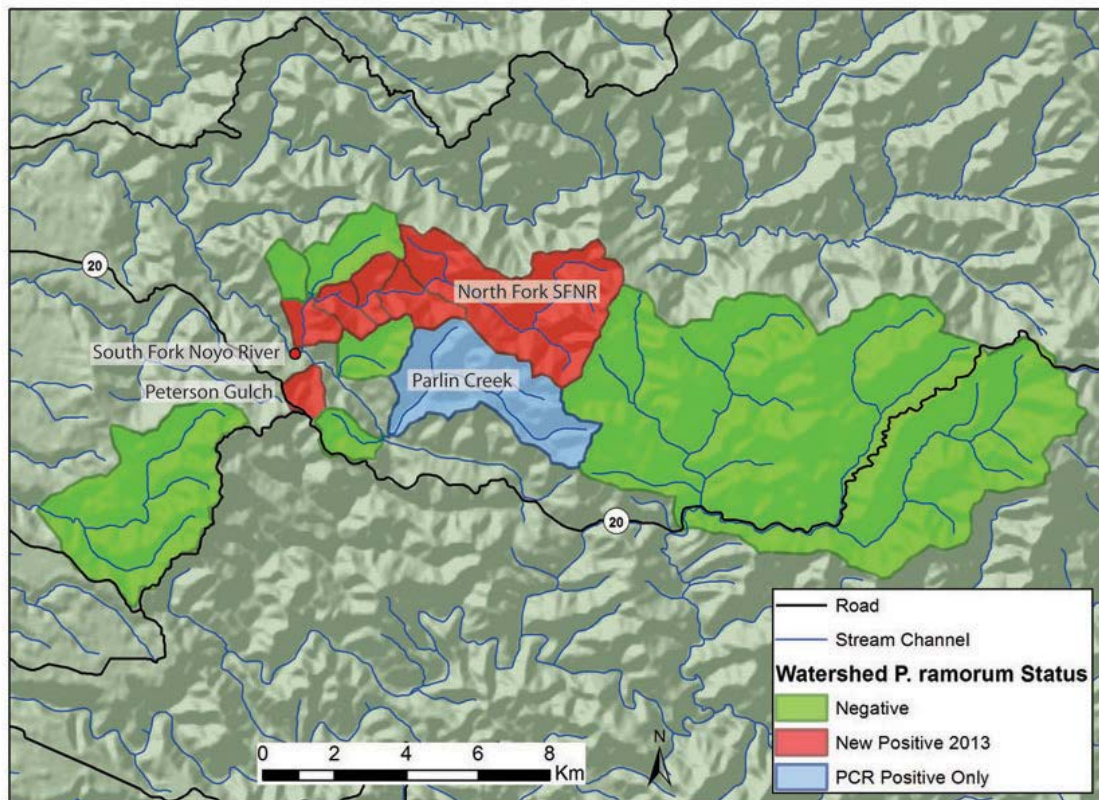 20
North Fork SFNR
South Fork Noyo River
Peterson Gulch
Parlin Creek
20
Road
Stream Channel
Watershed P. ramorum Status
Negative
New Positive 2013
PCR Positive Only
0 2 4 6 8
Km
N